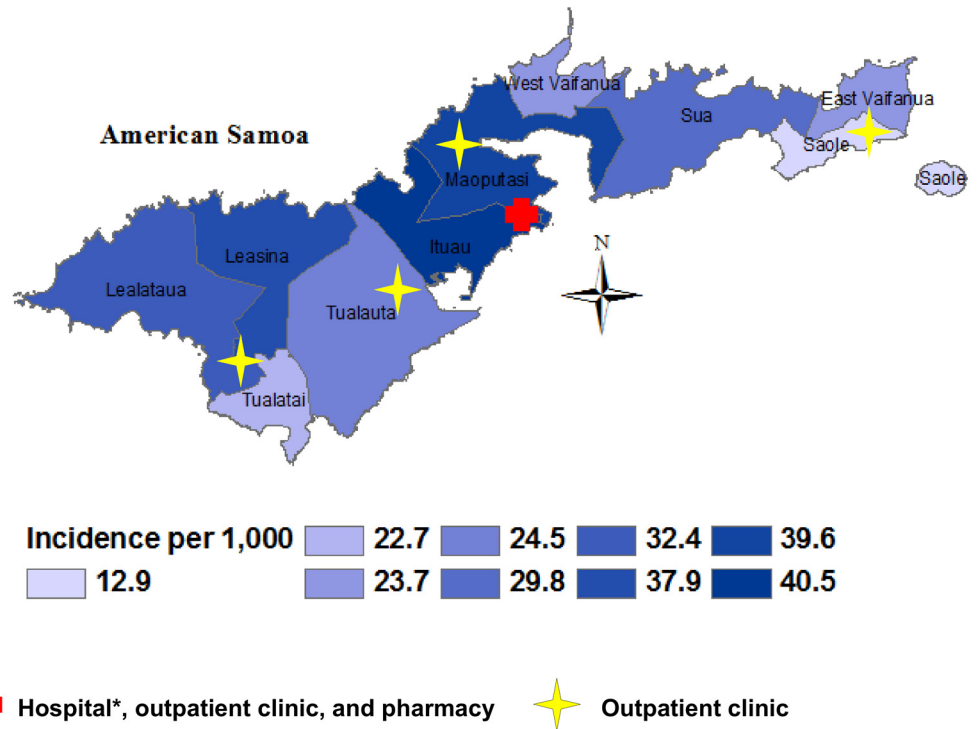 American Samoa
West Vaifanua
East Vaifanua
Sua
Saole
Saole
Maoputasi
Ituau
N
Leasina
Lealataua
Tualauta
Tualatai
Incidence per 1,000 22.7 24.5 32.4 39.6
12.9 23.7 29.8 37.9 40.5
Hospital*, outpatient clinic, and pharmacy Outpatient clinic